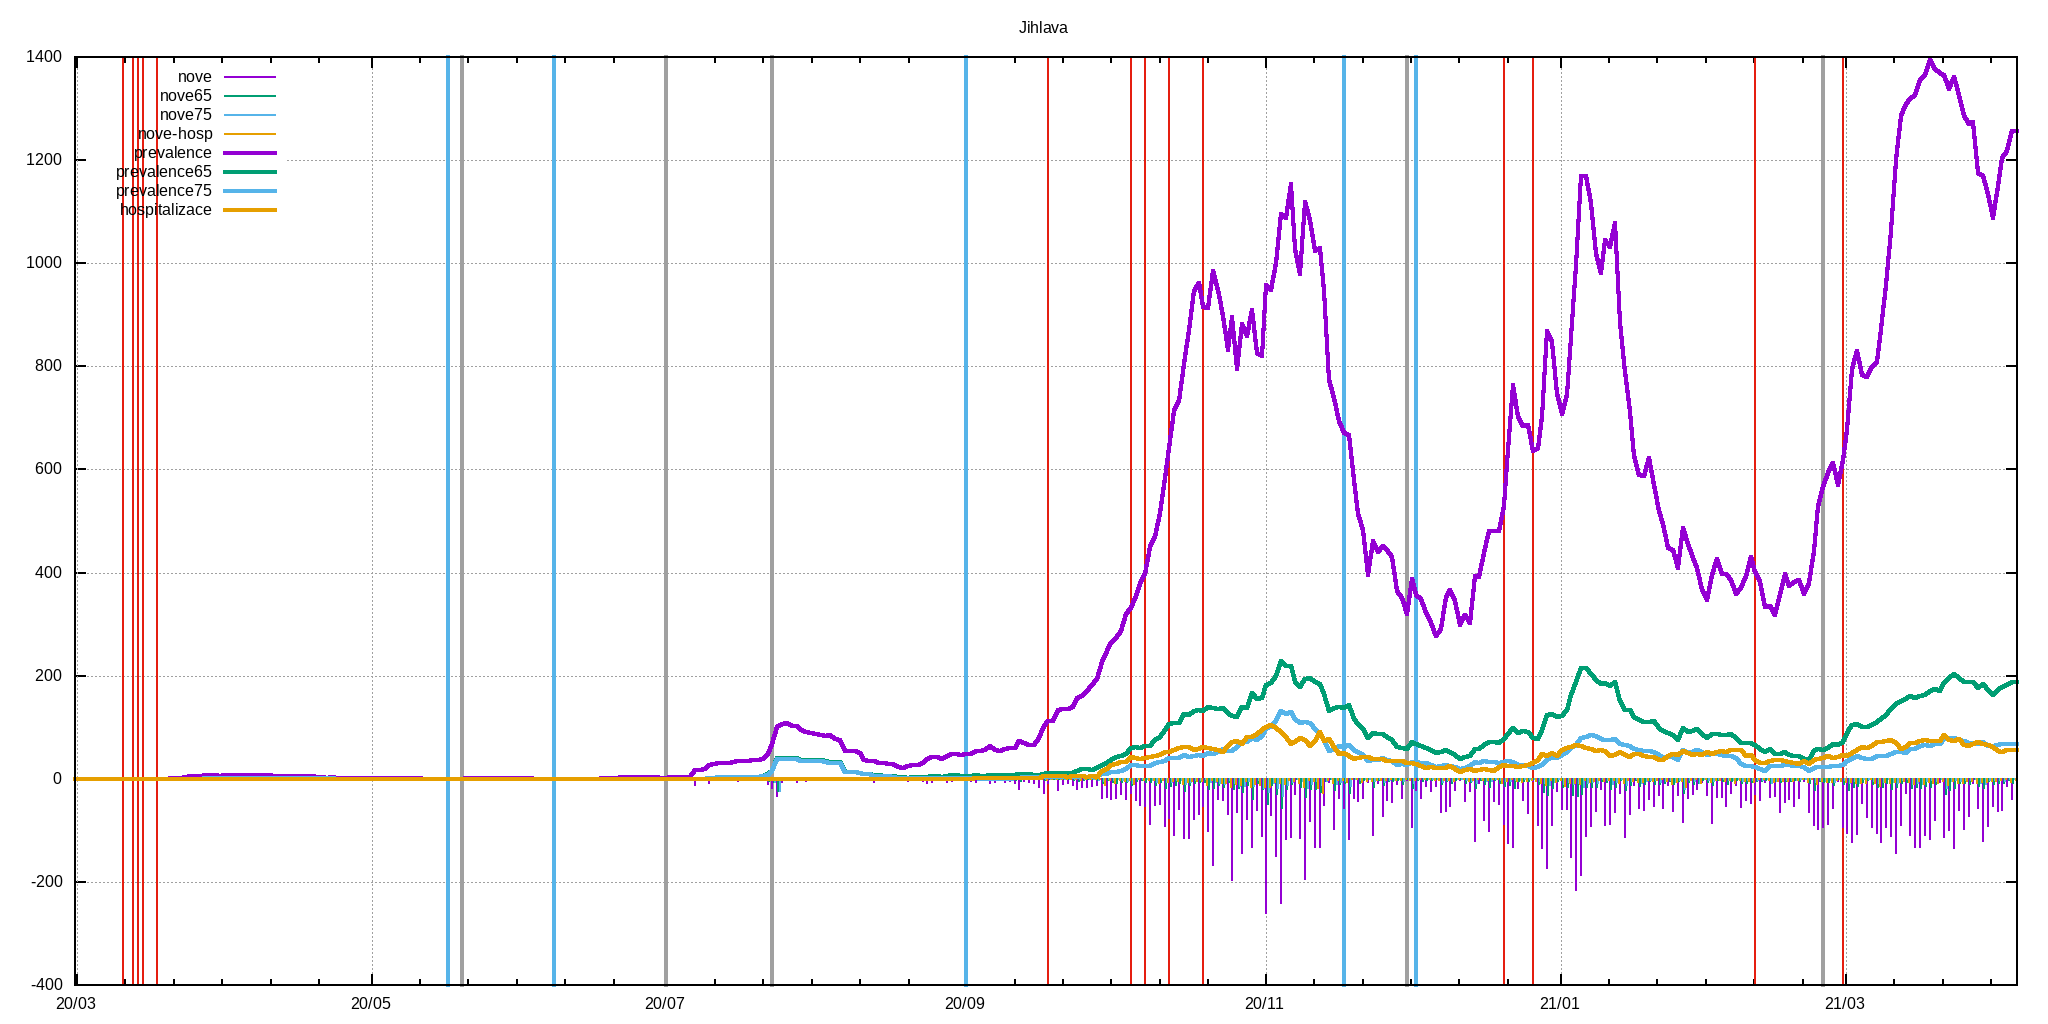 Jihlava
1400
1200
1000
800
600
400
200
0
-200
-400
nove
nove65
nove75
nove-hosp
prevalence
prevalence65
prevalence75
hospitalizace
20/03 20/05 20/07 20/09 20/11 21/01 21/03